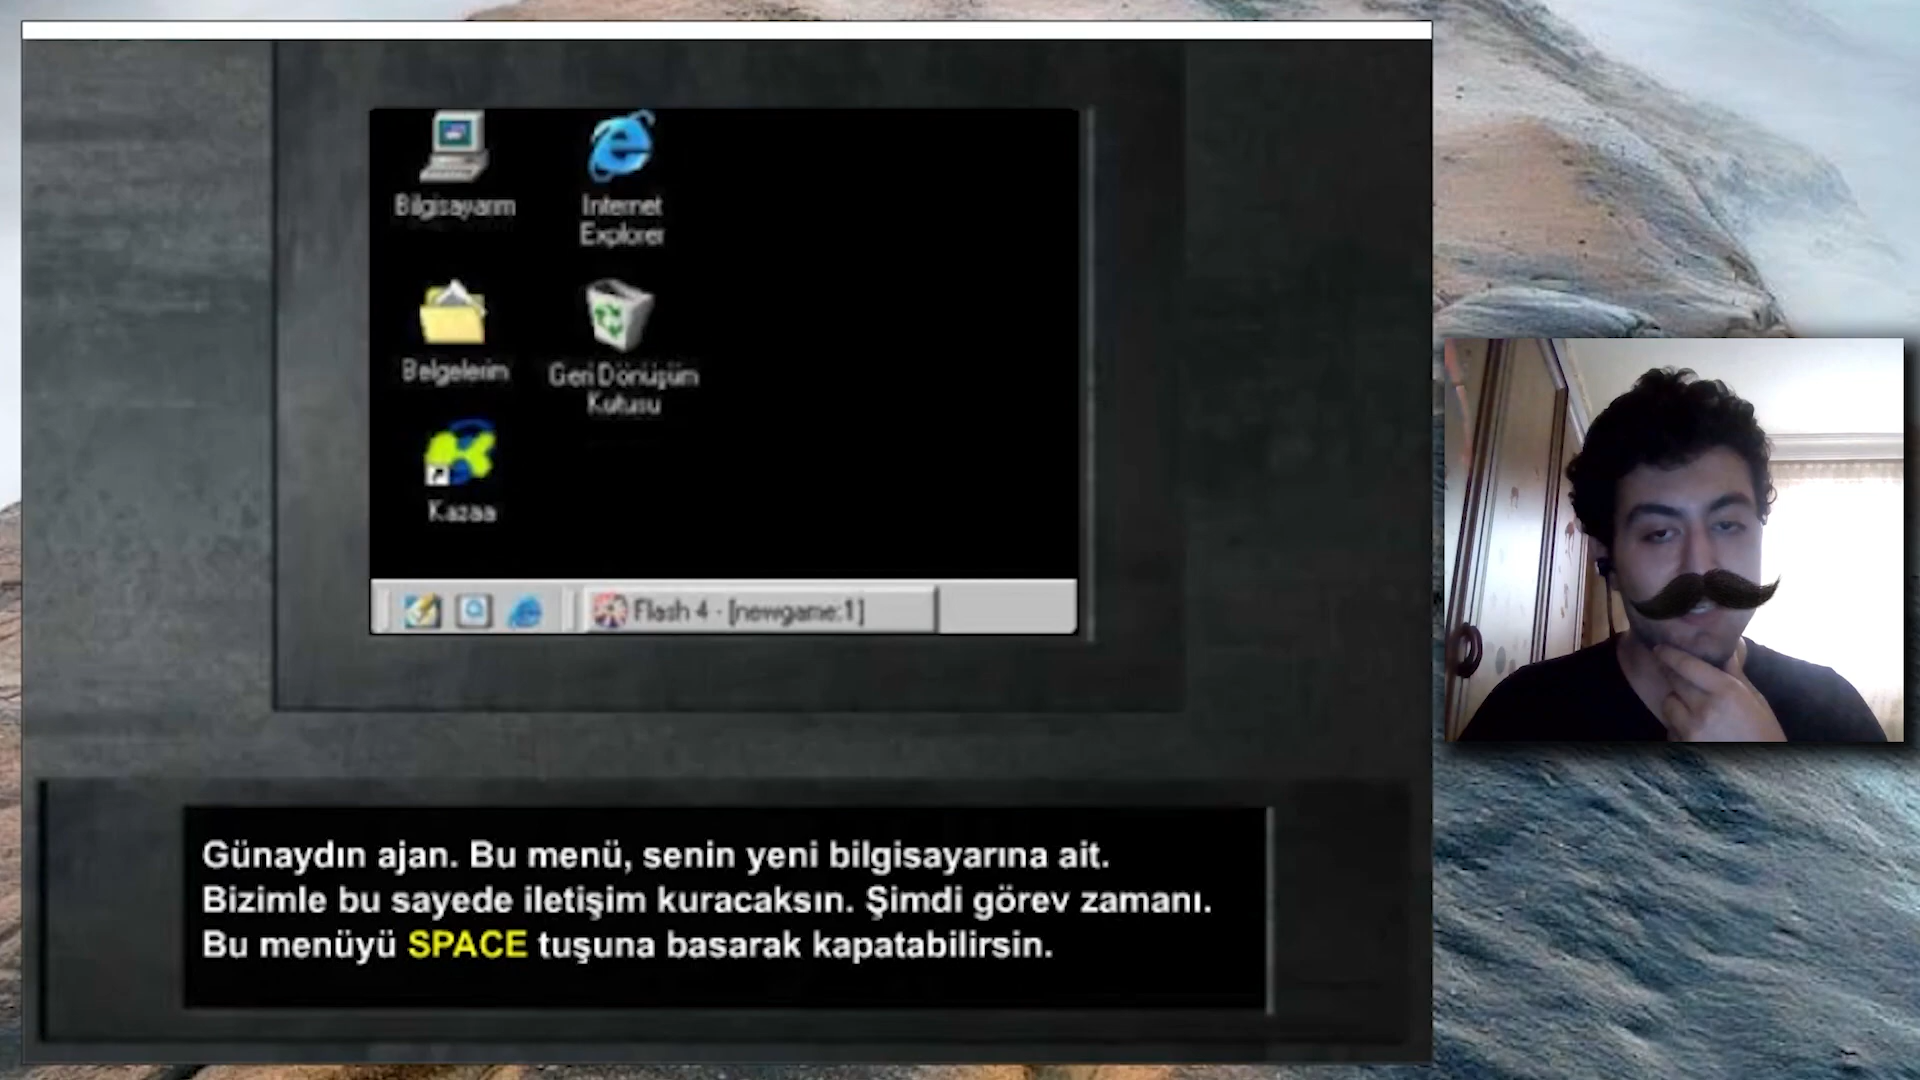 Bilgisayarım
Internet
Explorer
Belgelerim
Geri Dönüşüm
Kutusu
Kazaa
Flash 4 - [newgame:1]
Günaydın ajan. Bu menü, senin yeni bilgisayarına ait.
Bizimle bu sayede iletişim kuracaksın. Şimdi görev zamanı.
Bu menüyü SPACE tuşuna basarak kapatabilirsin.